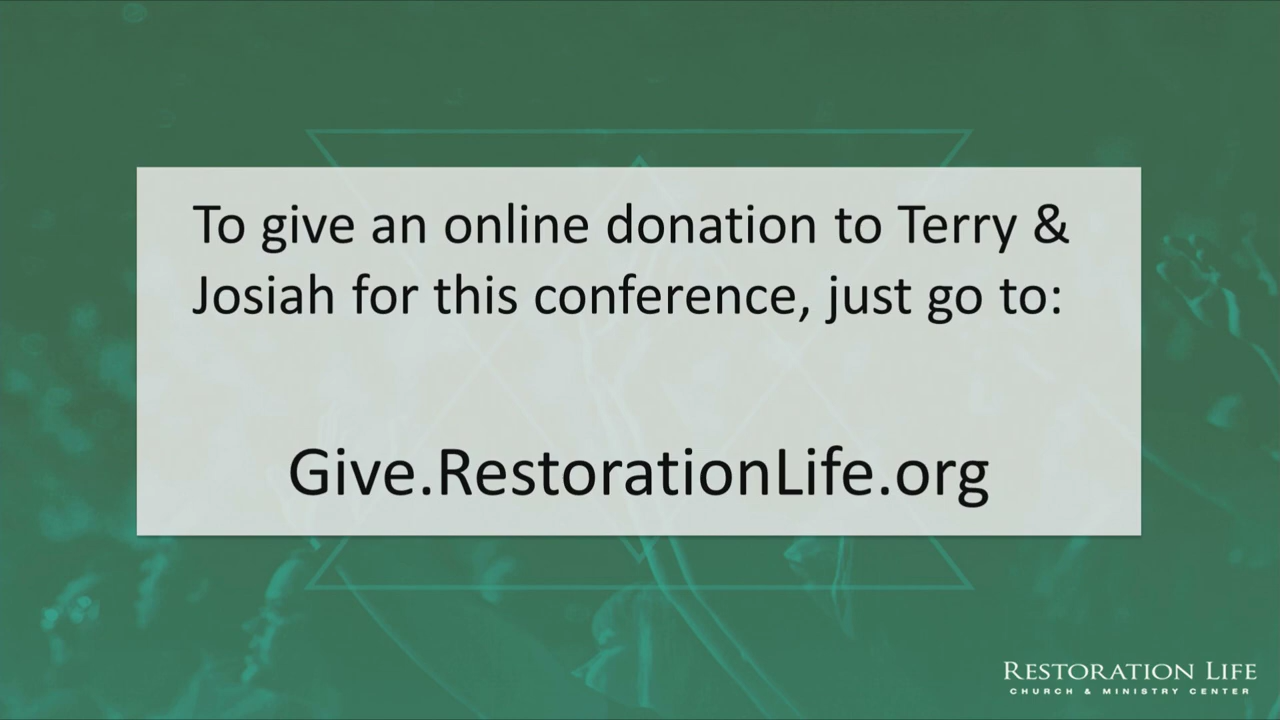 To give an online donation to Terry &
Josiah for this conference, just go to:
Give.RestorationLife.org
RESTORATION LIFE
CHURCH & MINISTRY CENTER